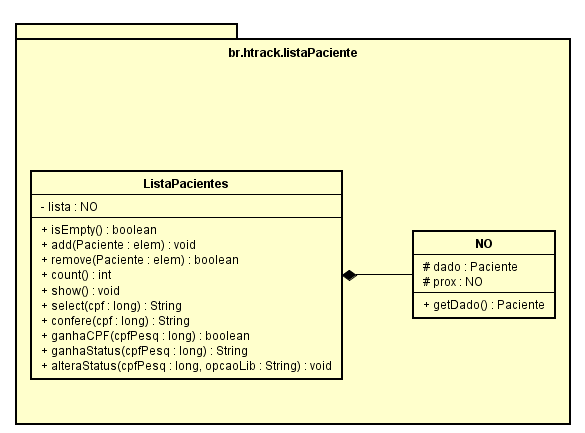 br.htrack.listaPaciente
ListaPacientes
- lista : NO
+ isEmpty() : boolean
+ add(Paciente : elem) : void
+ remove(Paciente : elem) : boolean
+ count() : int
+ show() : void
+ select(cpf : long) : String
+ confere(cpf : long) : String
+ ganhaCPF(cpfPesq : long) : boolean
+ ganhaStatus(cpfPesq : long) : String
+ alteraStatus(cpfPesq : long, opcaoLib : String) : void
NO
# dado : Paciente
# prox : NO
+ getDado() : Paciente